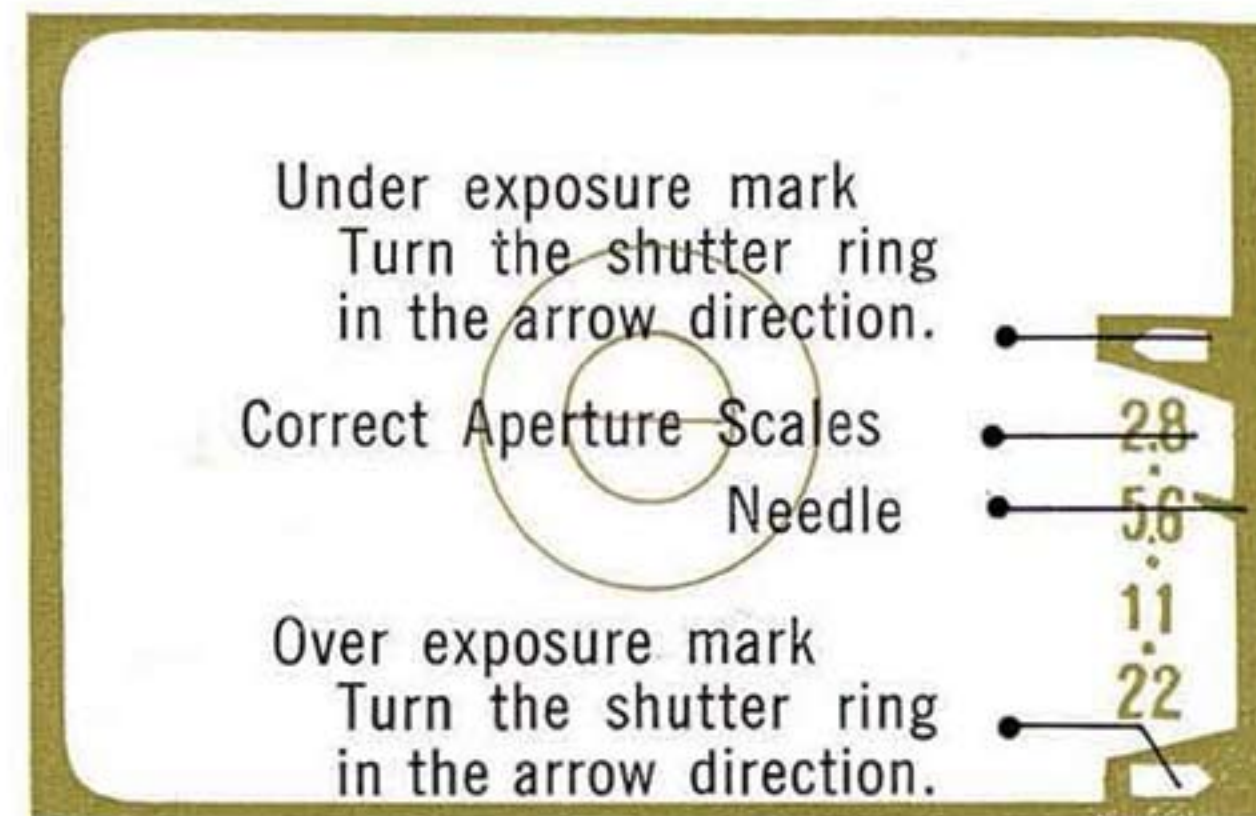 Under exposure mark
Turn the shutter ring
in the arrow direction.
Correct Aperture Scales
2.8
Needle
5.6
11
Over exposure mark
22
Turn the shutter ring
in the arrow direction.